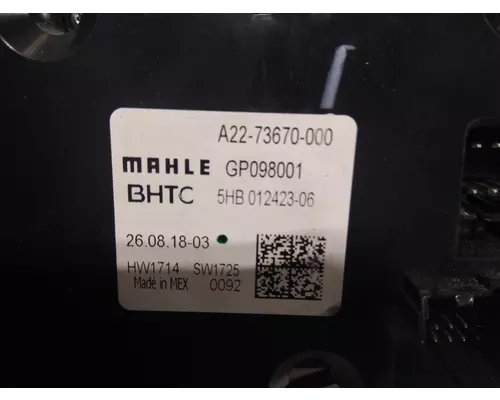 A22-73670-000
MAHLE GP098001
BHTC 5HB 012423-06
26.08.18-03
HW1714 SW1725
Made in MEX 0092